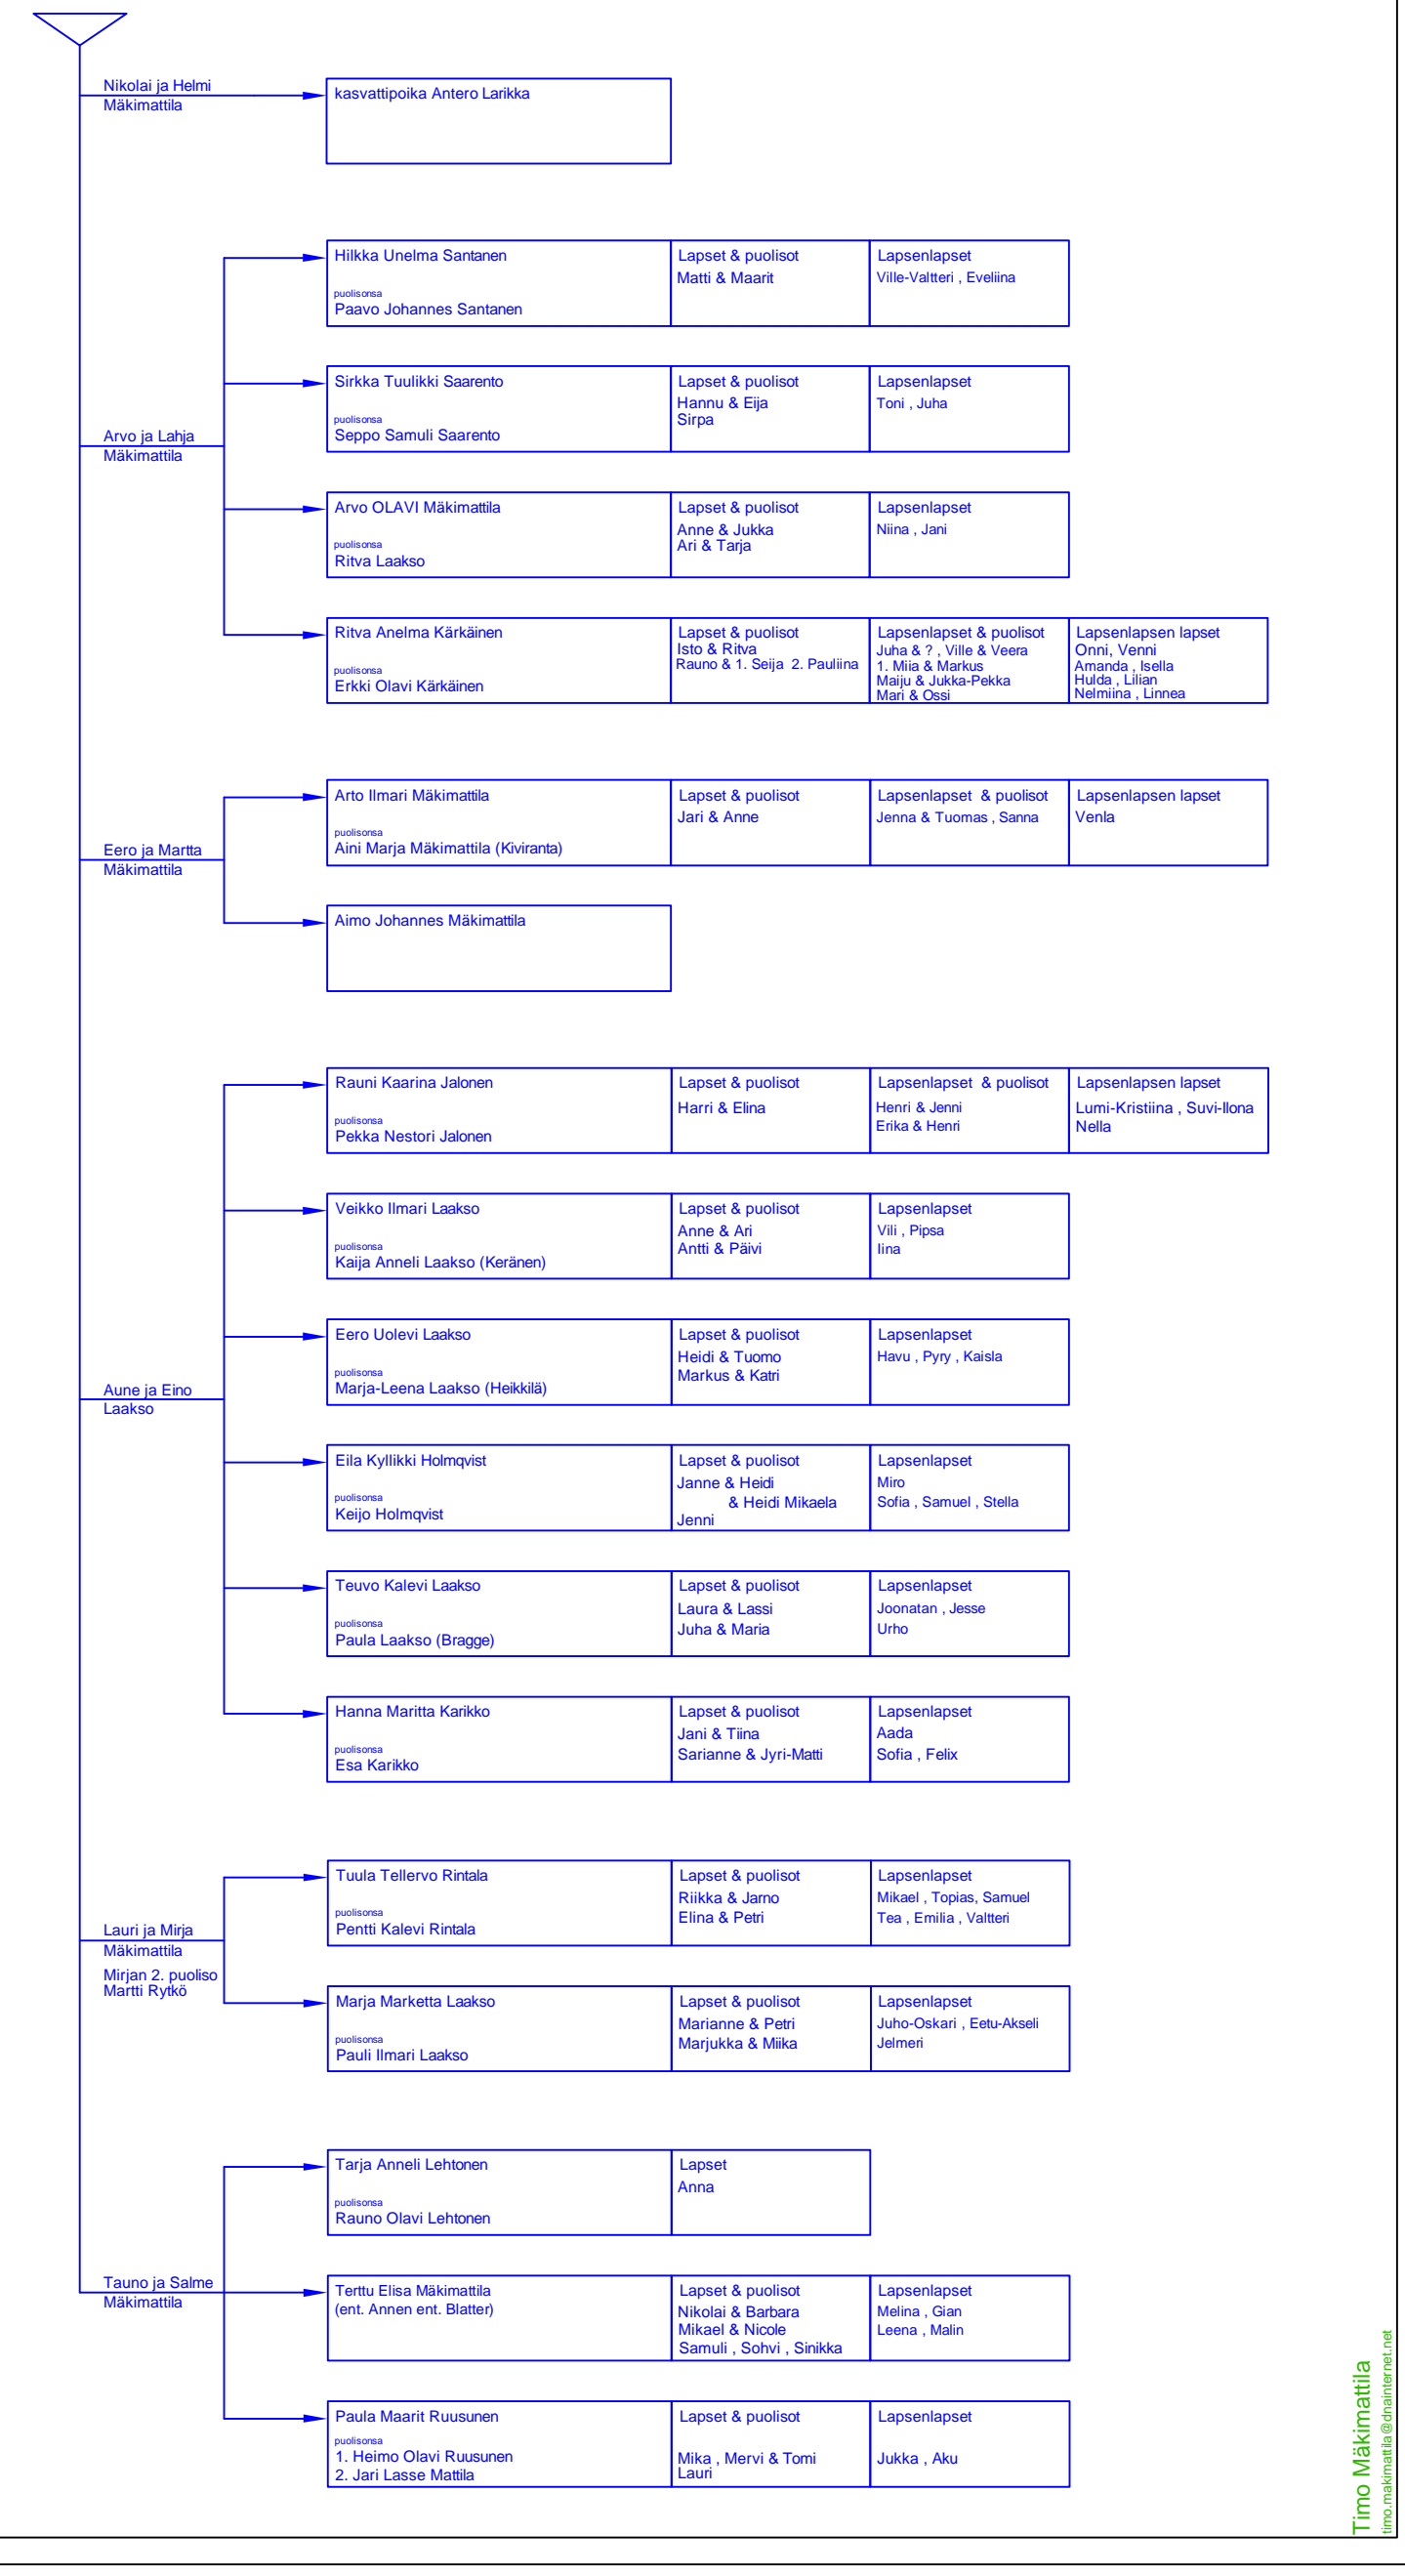 Nikolai ja Helmi
Mäkimattila
kasvattipoika Antero Larikka
Hilkka Unelma Santanen
puolisonsa
Paavo Johannes Santanen
Lapset & puolisot
Matti & Maarit
Lapsenlapset
Ville-Valtteri , Eveliina
Sirkka Tuulikki Saarento
puolisonsa
Seppo Samuli Saarento
Lapset & puolisot
Hannu & Eija
Sirpa
Lapsenlapset
Toni , Juha
Arvo ja Lahja
Mäkimattila
Arvo OLAVI Mäkimattila
puolisonsa
Ritva Laakso
Lapset & puolisot
Anne & Jukka
Ari & Tarja
Lapsenlapset
Niina , Jani
Ritva Anelma Kärkäinen
puolisonsa
Erkki Olavi Kärkäinen
Lapset & puolisot
Isto & Ritva
Rauno & 1. Seija  2. Pauliina
Lapsenlapset & puolisot
Juha & ? , Ville & Veera
1. Miia & Markus
Maiju & Jukka-Pekka
Mari & Ossi
Lapsenlapsen lapset
Onni, Venni
Amanda , Isella
Hulda , Lilian
Nelmiina , Linnea
Eero ja Martta
Mäkimattila
Arto Ilmari Mäkimattila
puolisonsa
Aini Marja Mäkimattila (Kiviranta)
Lapset & puolisot
Jari & Anne
Lapsenlapset  & puolisot
Jenna & Tuomas , Sanna
Lapsenlapsen lapset
Venla
Aimo Johannes Mäkimattila
Rauni Kaarina Jalonen
puolisonsa
Pekka Nestori Jalonen
Lapset & puolisot
Harri & Elina
Lapsenlapset  & puolisot
Henri & Jenni
Erika & Henri
Lapsenlapsen lapset
Lumi-Kristiina , Suvi-Ilona
Nella
Veikko Ilmari Laakso
puolisonsa
Kaija Anneli Laakso (Keränen)
Lapset & puolisot
Anne & Ari
Antti & Päivi
Lapsenlapset
Vili , Pipsa
Iina
Aune ja Eino
Laakso
Eero Uolevi Laakso
puolisonsa
Marja-Leena Laakso (Heikkilä)
Lapset & puolisot
Heidi & Tuomo
Markus & Katri
Lapsenlapset
Havu , Pyry , Kaisla
Eila Kyllikki Holmqvist
puolisonsa
Keijo Holmqvist
Lapset & puolisot
Janne & Heidi
& Heidi Mikaela
Jenni
Lapsenlapset
Miro
Sofia , Samuel , Stella
Teuvo Kalevi Laakso
puolisonsa
Paula Laakso (Bragge)
Lapset & puolisot
Laura & Lassi
Juha & Maria
Lapsenlapset
Joonatan , Jesse
Urho
Hanna Maritta Karikko
puolisonsa
Esa Karikko
Lapset & puolisot
Jani & Tiina
Sarianne & Jyri-Matti
Lapsenlapset
Aada
Sofia , Felix
Lauri ja Mirja
Mäkimattila
Mirjan 2. puoliso
Martti Rytkö
Tuula Tellervo Rintala
puolisonsa
Pentti Kalevi Rintala
Lapset & puolisot
Riikka & Jarno
Elina & Petri
Lapsenlapset
Mikael , Topias, Samuel
Tea , Emilia , Valtteri
Marja Marketta Laakso
puolisonsa
Pauli Ilmari Laakso
Lapset & puolisot
Marianne & Petri
Marjukka & Miika
Lapsenlapset
Juho-Oskari , Eetu-Akseli
Jelmeri
Tarja Anneli Lehtonen
puolisonsa
Rauno Olavi Lehtonen
Lapset
Anna
Tauno ja Salme
Mäkimattila
Terttu Elisa Mäkimattila
(ent. Annen ent. Blatter)
Lapset & puolisot
Nikolai & Barbara
Mikael & Nicole
Samuli , Sohvi , Sinikka
Lapsenlapset
Melina , Gian
Leena , Malin
Paula Maarit Ruusunen
puolisonsa
1. Heimo Olavi Ruusunen
2. Jari Lasse Mattila
Lapset & puolisot
Mika , Mervi & Tomi
Lauri
Lapsenlapset
Jukka , Aku
Timo Mäkimattila
timo.makimattila@dnainternet.net